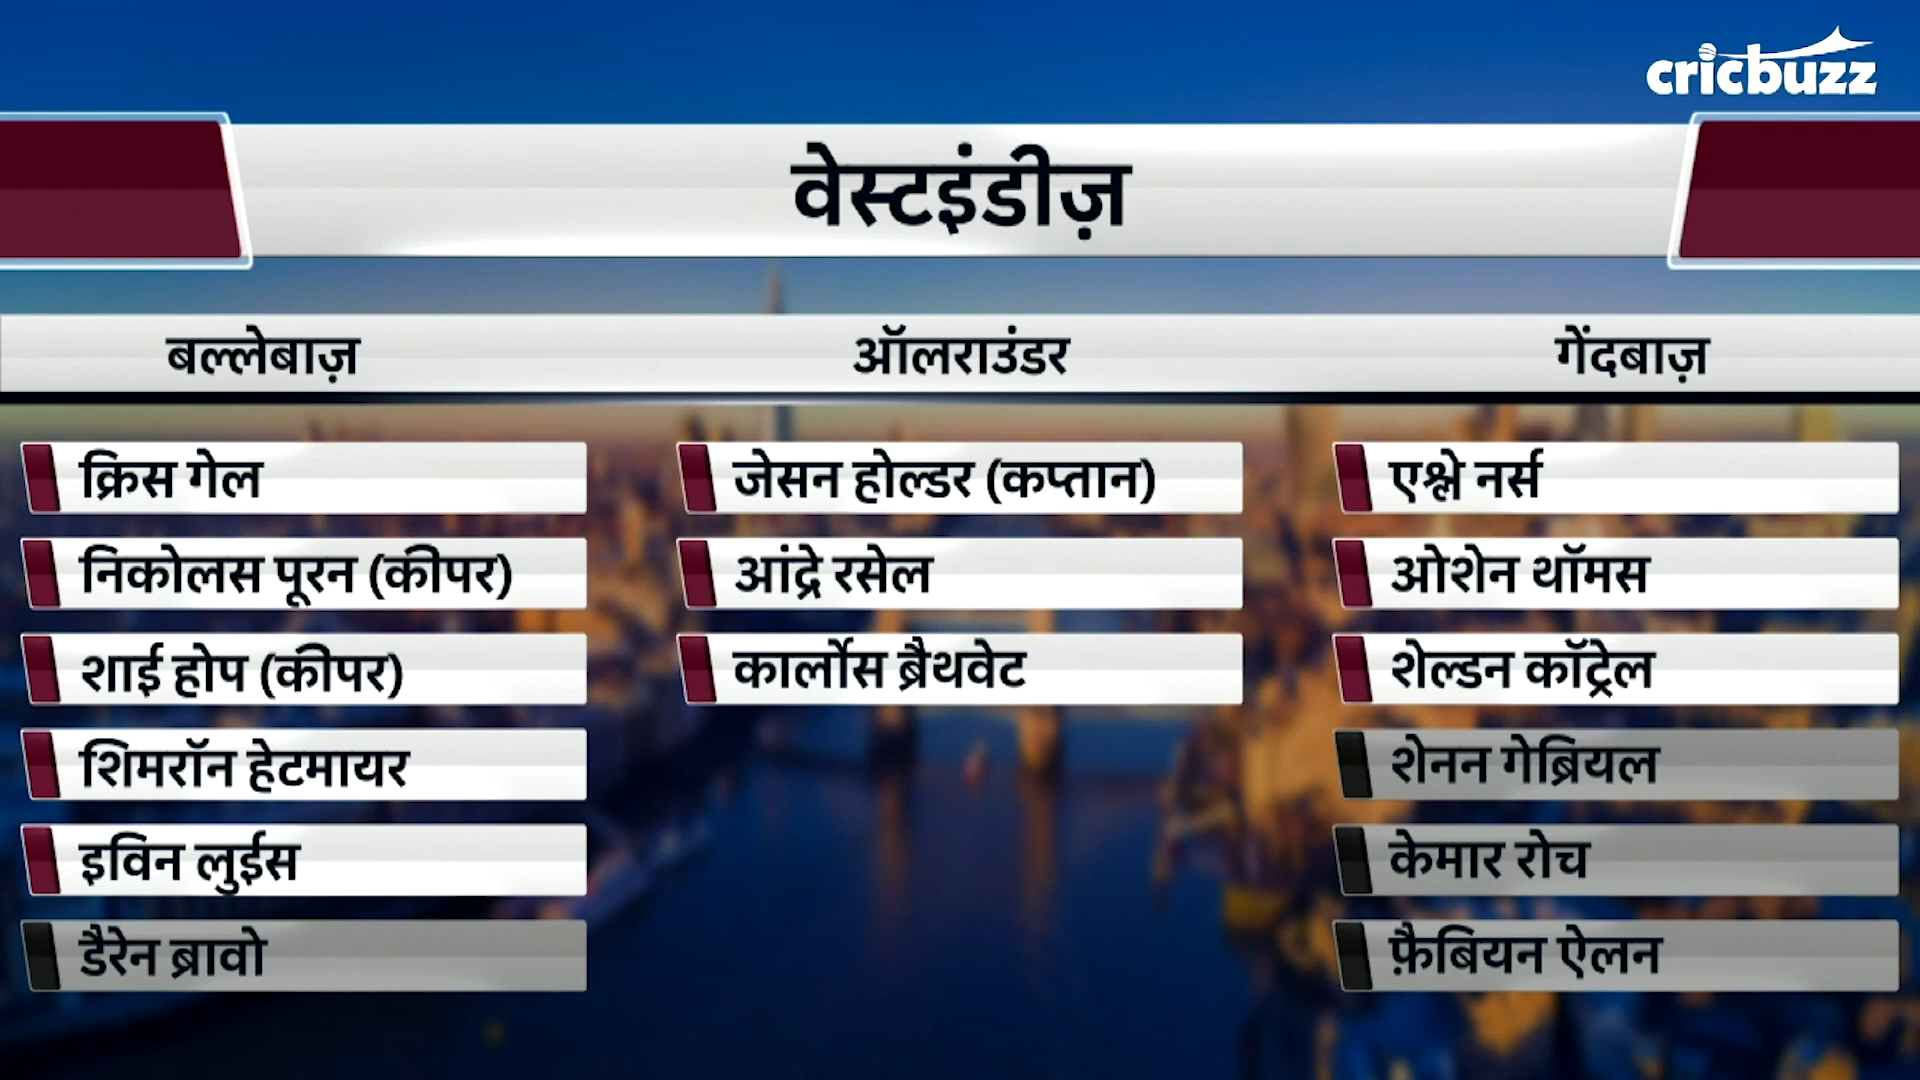 cricbuzz
वेस्टइंडीज़
बल्लेबाज़
ऑलराउंडर
गेंदबाज़
क्रिस गेल
जेसन होल्डर (कप्तान)
एश्ले नर्स
निकोलस पूरन (कीपर)
आंद्रे रसेल
ओशेन थॉमस
शाई होप (कीपर)
कार्लोस ब्रैथवेट
शेल्डन कॉट्रेल
शिमरॉन हेटमायर
शेनन गेब्रियल
इविन लुईस
केमार रोच
डैरेन ब्रावो
फ़ैबियन ऐलन